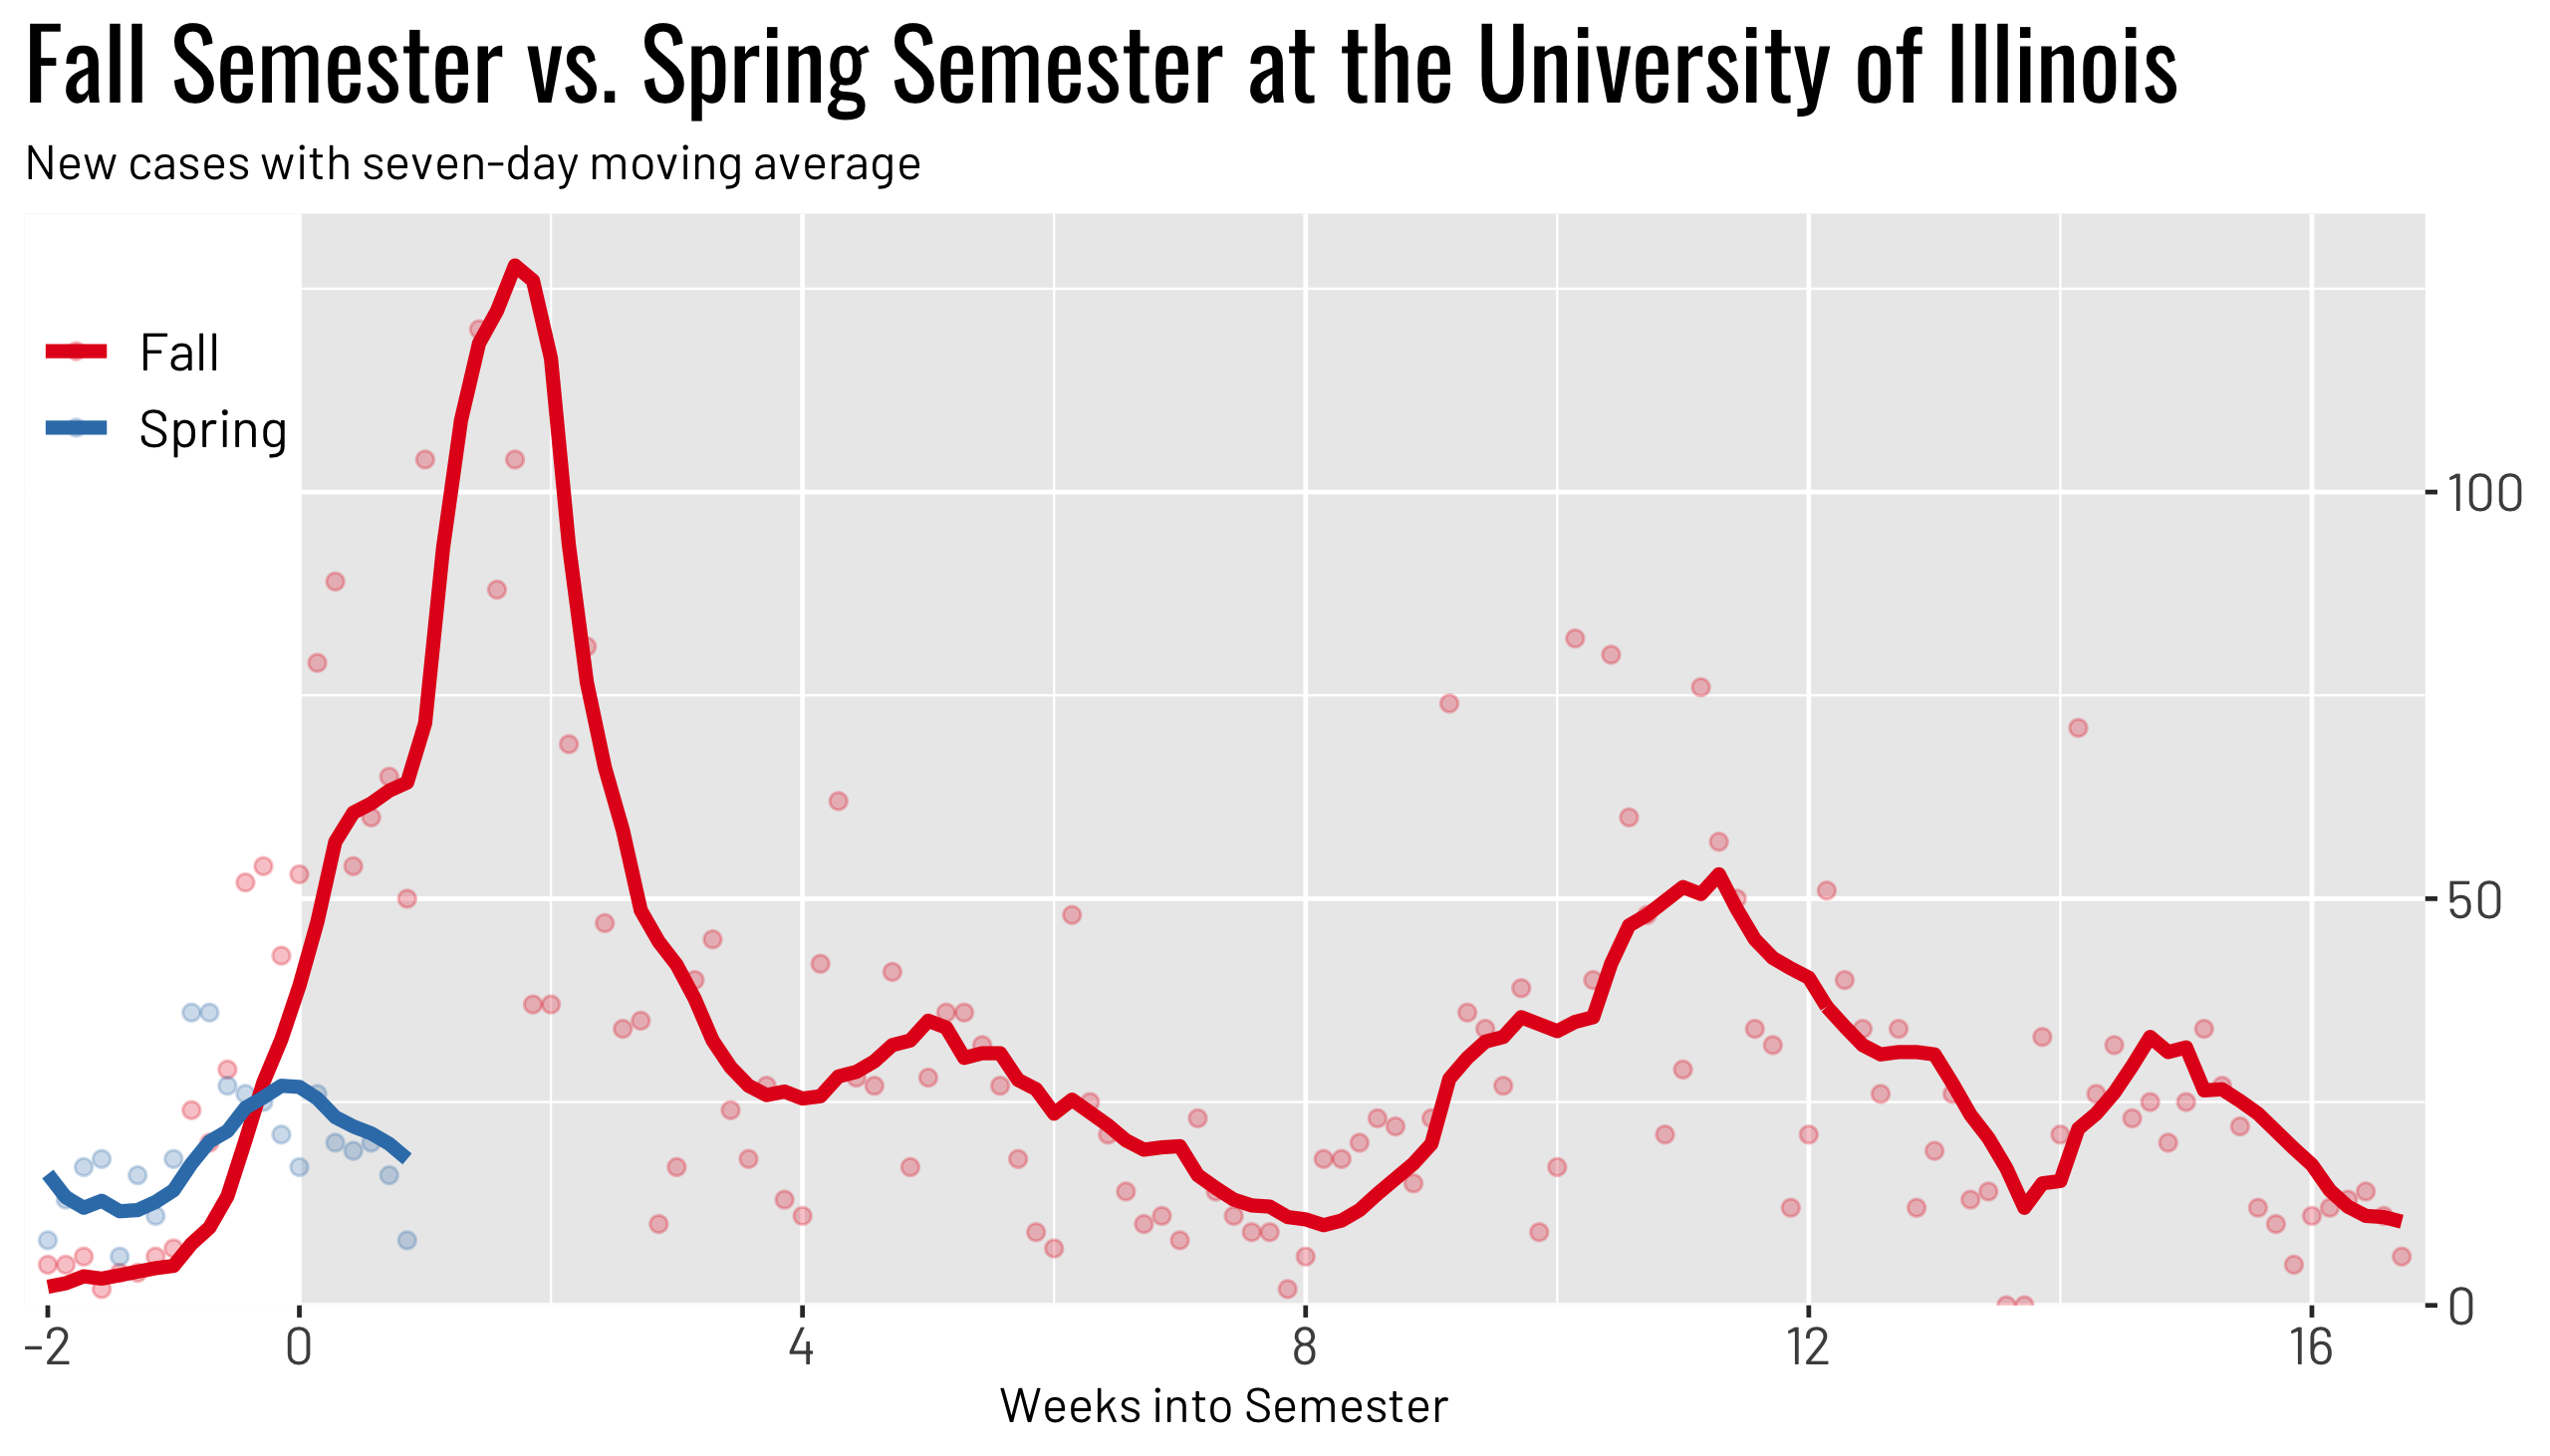 Fall Semester vs. Spring Semester at the University of Illinois
New cases with seven-day moving average
Fall
Spring
100
50
0
-2 0 4 8 12 16
Weeks into Semester